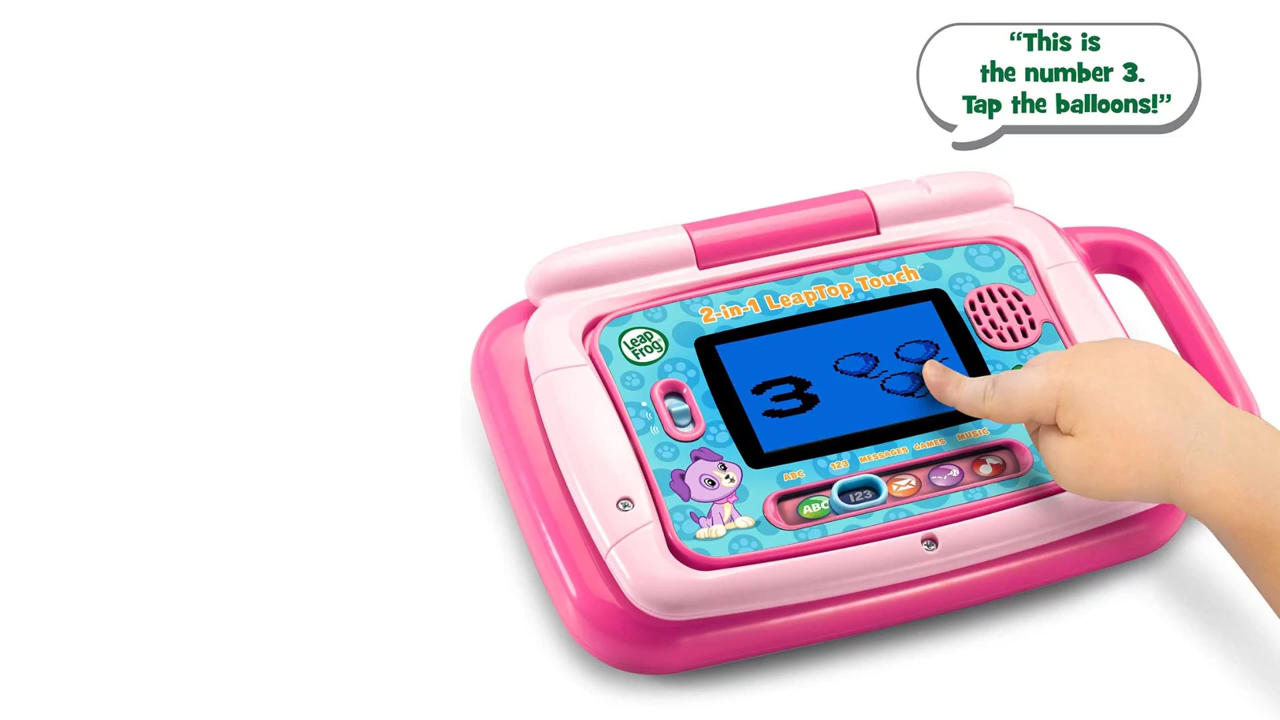 “This is
the number 3.
Tap the balloons!”
2-in-1 LeapTop Touch™
Leap
Frog
3
ABC 123 MESSAGES GAMES MUSIC
ABC 123